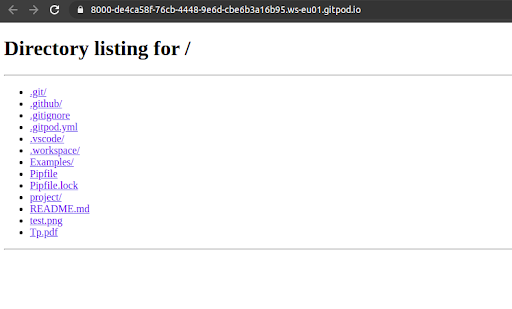 8000-de4ca58f-76cb-4448-9e6d-cbe6b3a16b95.ws-eu01.gitpod.io
Directory listing for /
.git/
.github/
.gitignore
.gitpod.yml
.vscode/
.workspace/
Examples/
Pipfile
Pipfile.lock
project/
README.md
test.png
Tp.pdf